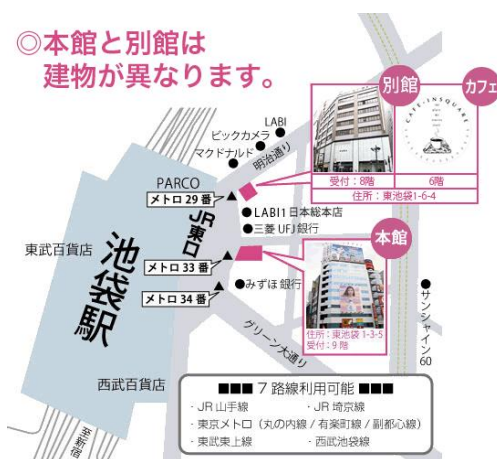 ◎本館と別館は
建物が異なります。
別館
カフェ
CAFE-INSQUARE
受付：8階
6階
住所：東池袋1-6-4
LABI
ビックカメラ
マクドナルド
明治通り
PARCO
メトロ 29 番
JR東口
LABI1 日本総本店
三菱 UFJ 銀行
東武百貨店
池袋駅
メトロ 33 番
本館
メトロ 34 番
みずほ 銀行
住所：東池袋 1-3-5
受付：9 階
サンシャイン60
グリーン大通り
西武百貨店
至新宿
■■■ 7 路線利用可能 ■■■
・JR 山手線
・JR 埼京線
・東京メトロ（丸の内線 / 有楽町線 / 副都心線）
・東武東上線
・西武池袋線